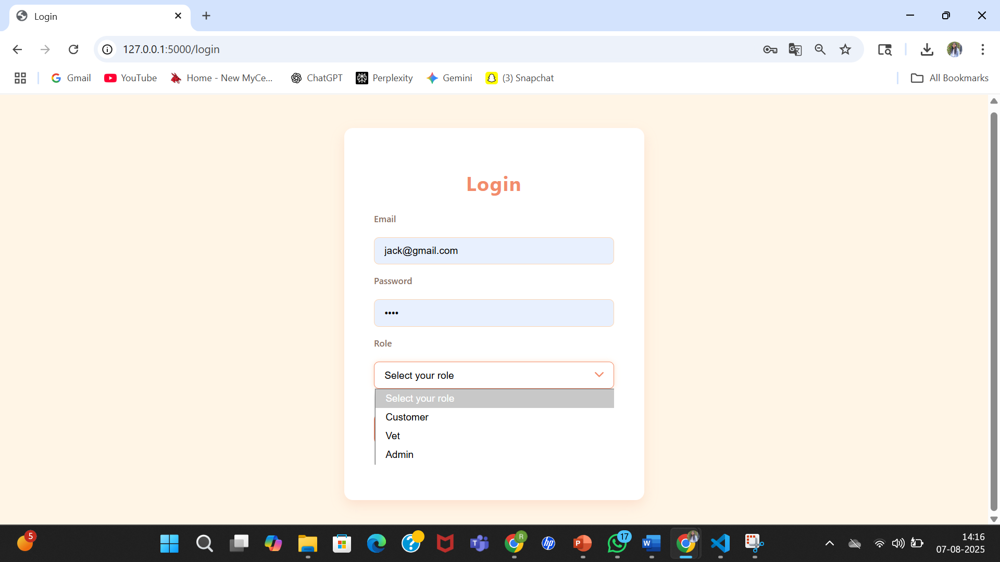 Login
127.0.0.1:5000/login
Gmail
YouTube
Home - New MyCe...
ChatGPT
Perplexity
Gemini
(3) Snapchat
All Bookmarks
Login
Email
jack@gmail.com
Password
••••
Role
Select your role
Select your role
Customer
Vet
Admin
5
R
17
14:16
07-08-2025